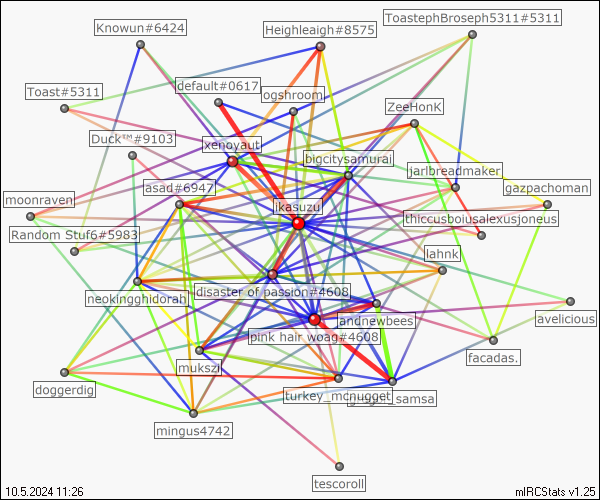 ToastephBroseph5311#5311
Knowun#6424
Heighleaigh#8575
default#0617
Toast#5311
ogshroom
ZeeHonK
Duck™#9103
xenoyaut
bigcitysamurai
jarlbreadmaker
asad#6947
gazpachoman
moonraven
ikasuzu
thiccusboiusalexusjoneus
Random Stuf6#5983
lahnk
neokingghidorah
disaster of passion#4608
avelicious
pink hair woag#4608
jandnewbees
facadas.
mukszi
doggerdig
turkey_mcnugget
samsa
mingus4742
tescoroll
10.5.2024 11:26
mIRCStats v1.25